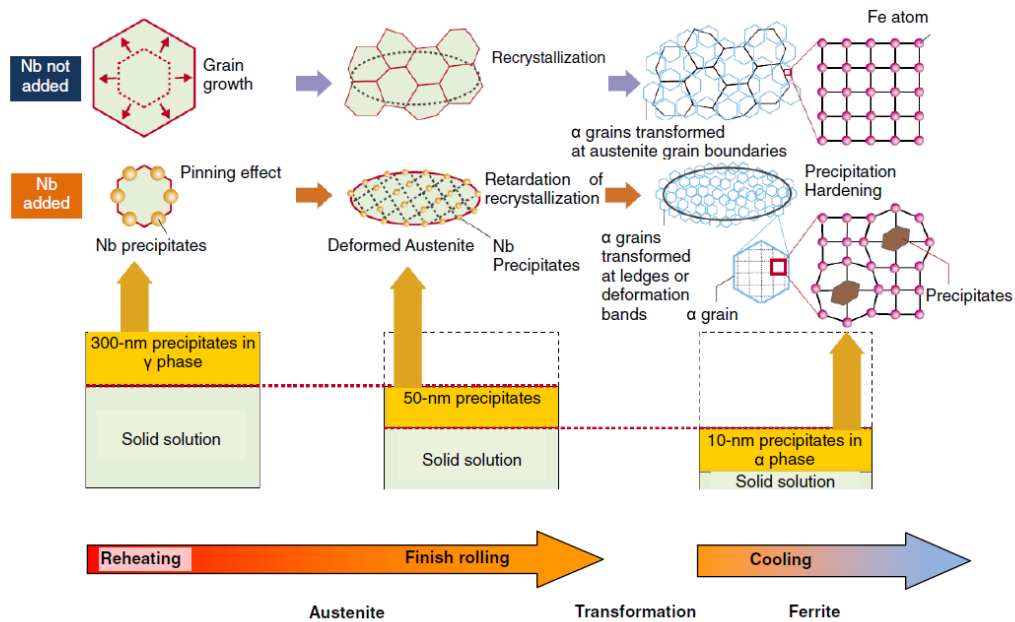 Nb not
added
Grain
growth
Recrystallization
Fe atom
α grains transformed
at austenite grain boundaries
Nb
added
Pinning effect
Nb precipitates
Retardation of
recrystallization
Deformed Austenite
Nb
Precipitates
Precipitation
Hardening
α grains
transformed
at ledges or
deformation
bands
α grain
Precipitates
300-nm precipitates in
γ phase
Solid solution
50-nm precipitates
Solid solution
10-nm precipitates in
α phase
Solid solution
Reheating
Finish rolling
Cooling
Austenite
Transformation
Ferrite